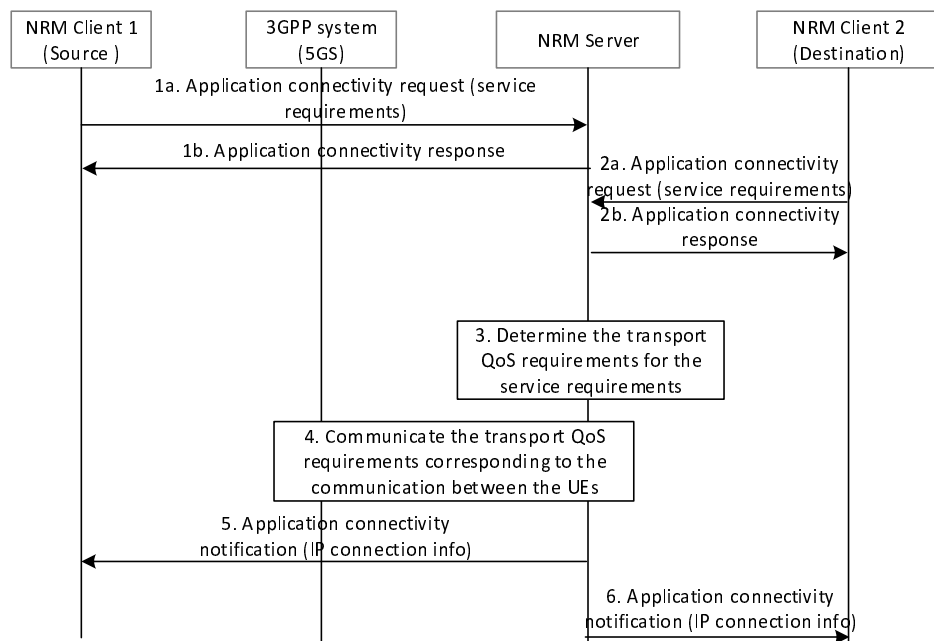 NRM Client 1
(Source )
3GPP system
(5GS)
NRM Server
NRM Client 2
(Destination)
1a. Application connectivity request (service
requirements)
1b. Application connectivity response
2a. Application connectivity
request (service requirements)
2b. Application connectivity
response
3. Determine the transport
QoS requirements for the
service requirements
4. Communicate the transport QoS
requirements corresponding to the
communication between the UEs
5. Application connectivity
notification (IP connection info)
6. Application connectivity
notification (IP connection info)